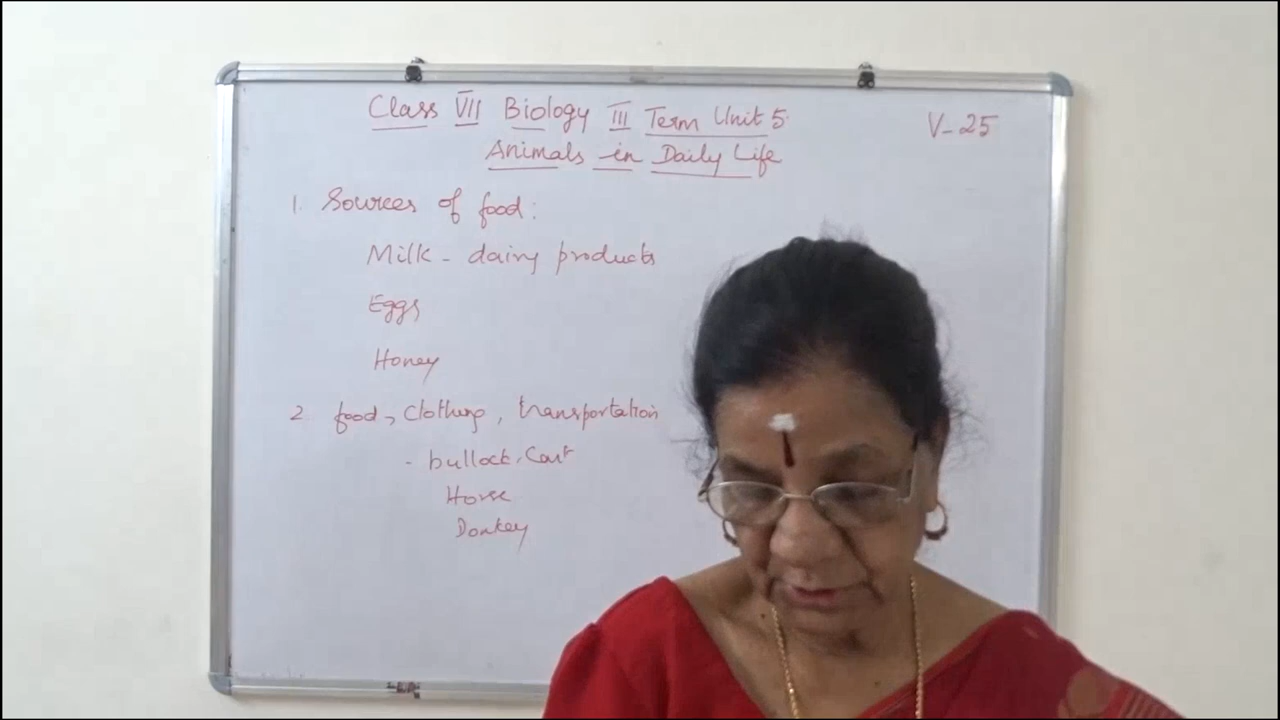 Class VII Biology III Term Unit 5
V-25
Animals in Daily Life
1. Sources of food:
Milk - dairy products
Eggs
Honey
2 food, Clothing, transportation
- bullock-Cart
Horse
Donkey